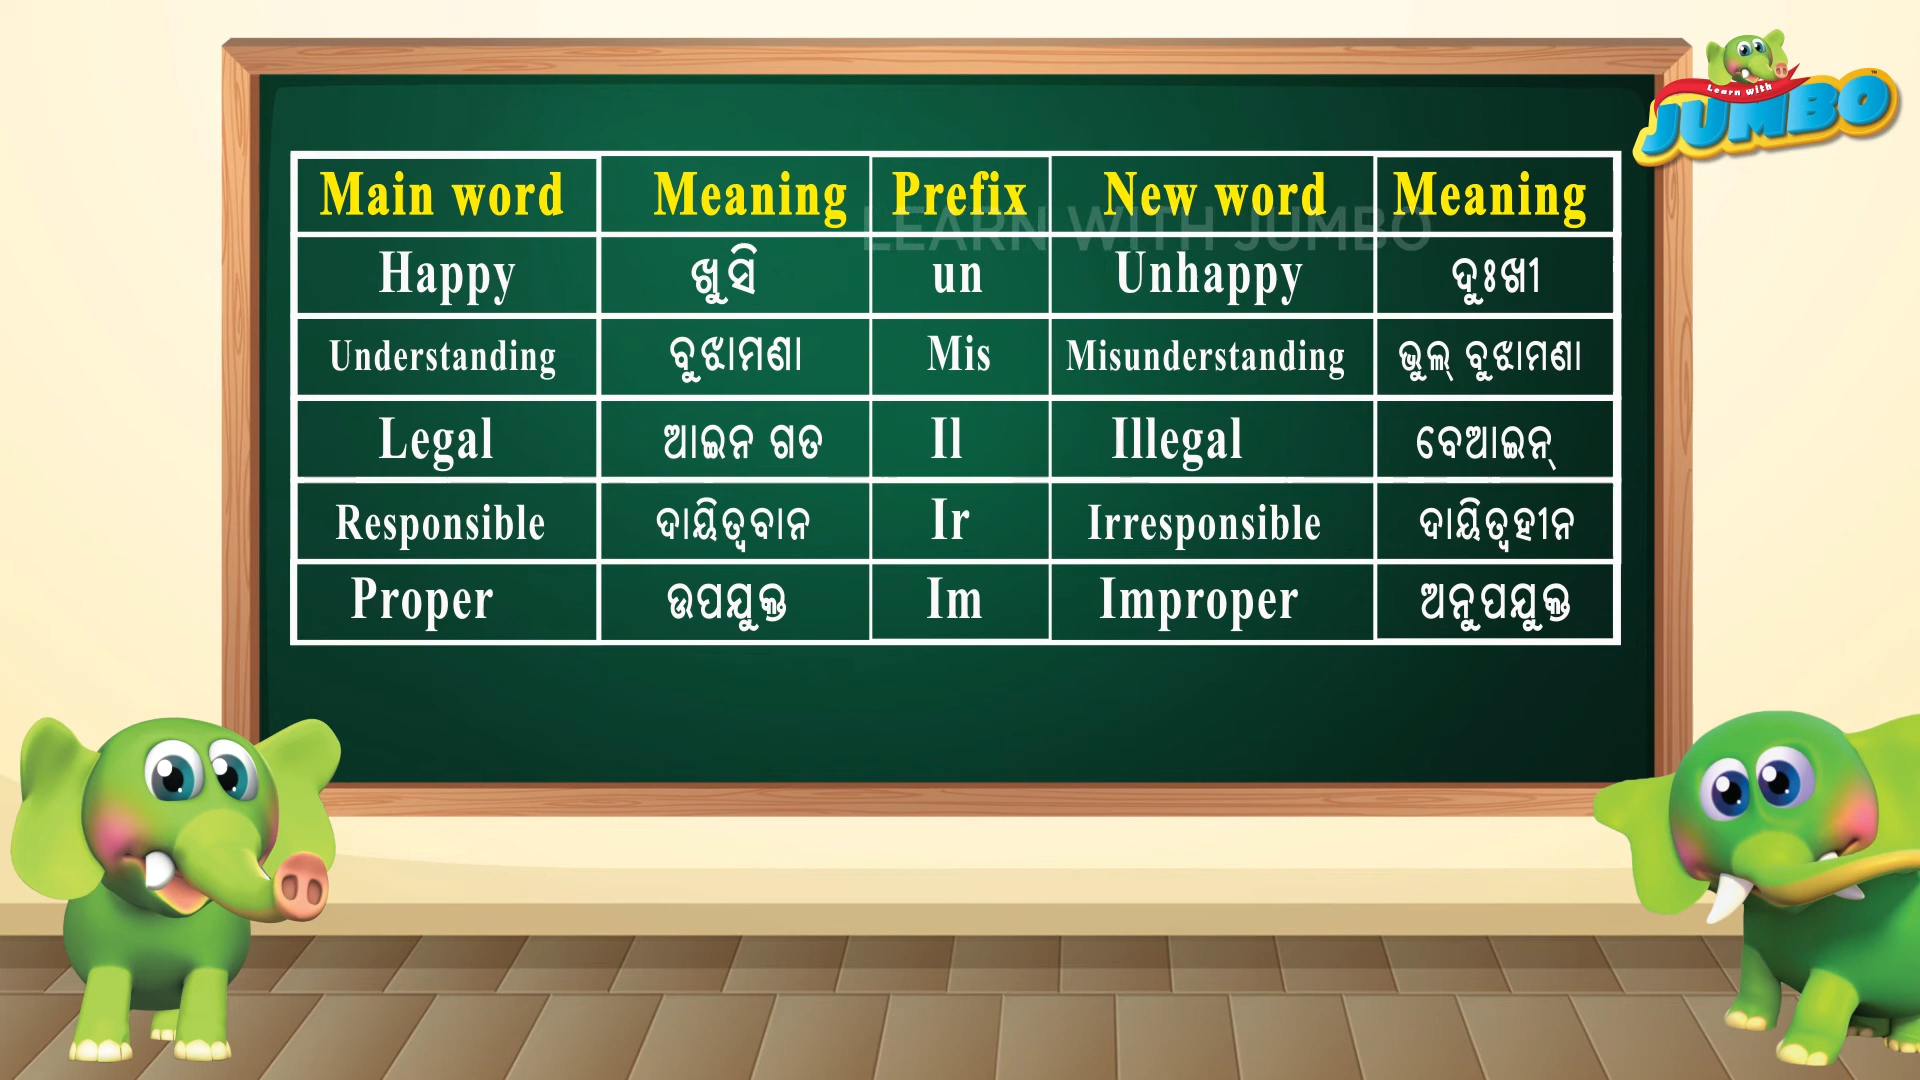 Learn with
JUMBO
Main word Meaning Prefix New word Meaning
LEARN WITH JUMBO
Happy ଖୁସି un Unhappy ଦୁଃଖୀ
Understanding ବୁଝାମଣା Mis Misunderstanding ଭୁଲ୍ ବୁଝାମଣା
Legal ଆଇନ ଗତ Il Illegal ବେଆଇନ୍
Responsible ଦାୟିତ୍ୱବାନ Ir Irresponsible ଦାୟିତ୍ୱହୀନ
Proper ଉପଯୁକ୍ତ Im Improper ଅନୁପଯୁକ୍ତ